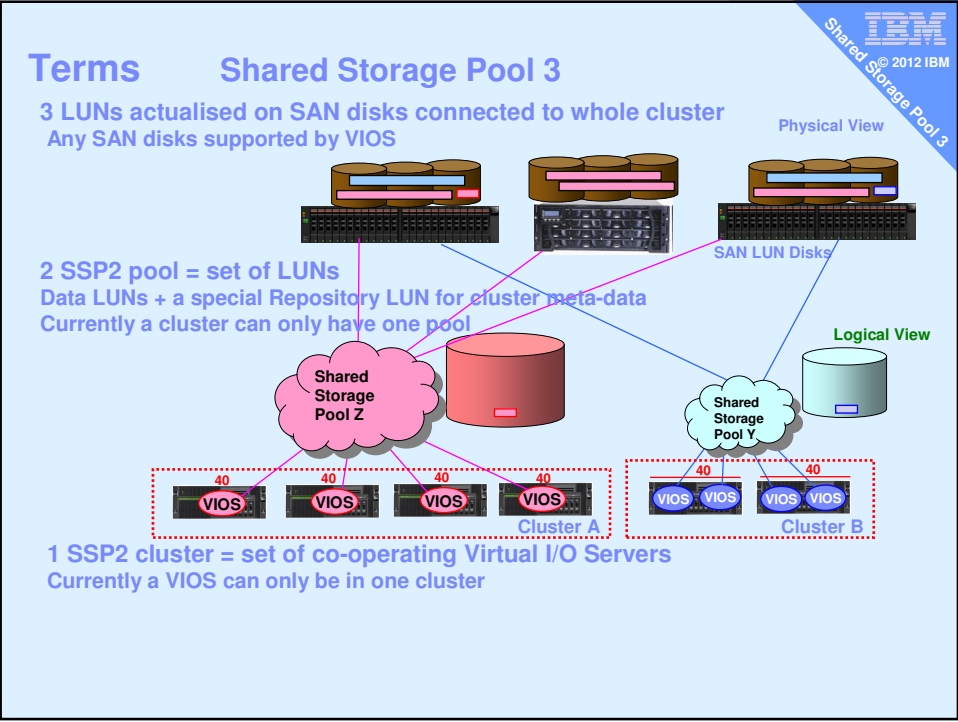 IBM
© 2012 IBM
Shared Storage Pool 3
Terms Shared Storage Pool 3
3 LUNs actualised on SAN disks connected to whole cluster
Any SAN disks supported by VIOS
Physical View
SAN LUN Disks
2 SSP2 pool = set of LUNs
Data LUNs + a special Repository LUN for cluster meta-data
Currently a cluster can only have one pool
Logical View
Shared
Storage
Pool Z
Shared
Storage
Pool Y
40 40 40 40
VIOS VIOS VIOS VIOS
Cluster A
40 40
VIOS VIOS VIOS VIOS
Cluster B
1 SSP2 cluster = set of co-operating Virtual I/O Servers
Currently a VIOS can only be in one cluster